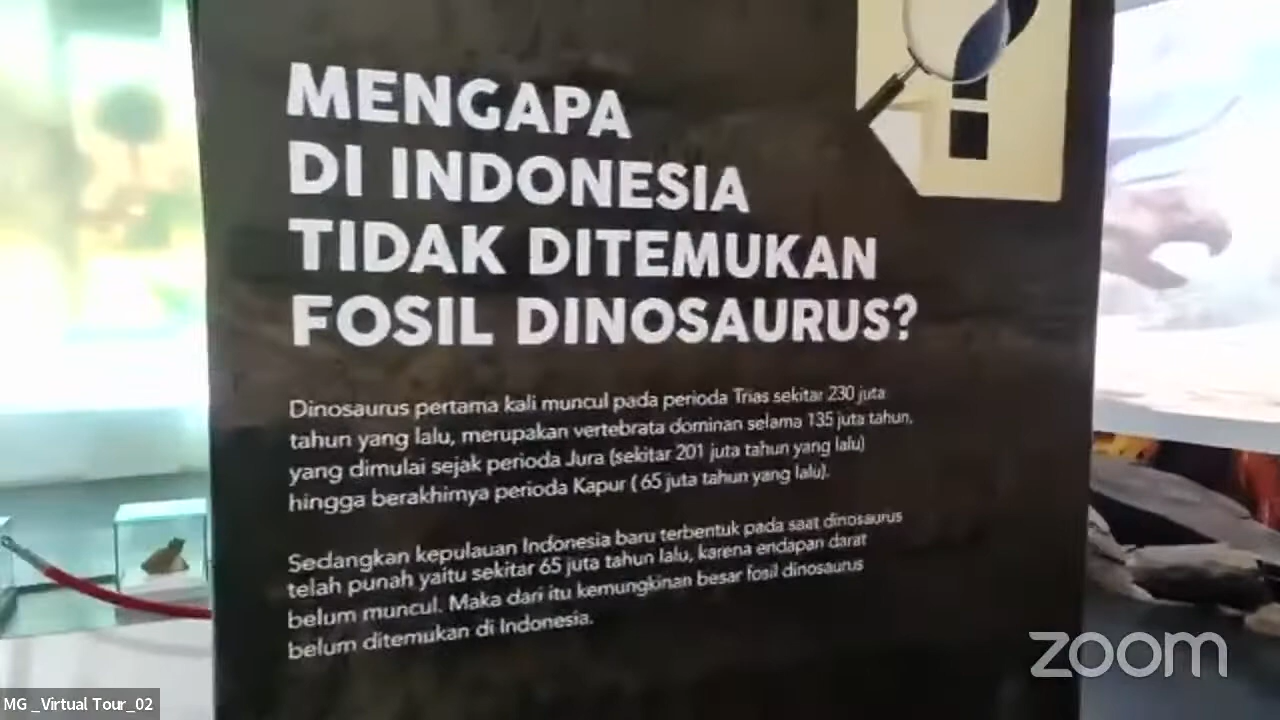 MENGAPA
DI INDONESIA
TIDAK DITEMUKAN
FOSIL DINOSAURUS?
Dinosaurus pertama kali muncul pada perioda Trias sekitar 230 juta
tahun yang lalu, merupakan vertebrata dominan selama 135 juta tahun,
yang dimulai sejak perioda Jura (sekitar 201 juta tahun yang lalu)
hingga berakhirnya perioda Kapur ( 65 juta tahun yang lalu).
Sedangkan kepulauan Indonesia baru terbentuk pada saat dinosaurus
telah punah yaitu sekitar 65 juta tahun lalu, karena endapan darat
belum muncul. Maka dari itu kemungkinan besar fosil dinosaurus
belum ditemukan di Indonesia.
zoom
MG _Virtual Tour_02